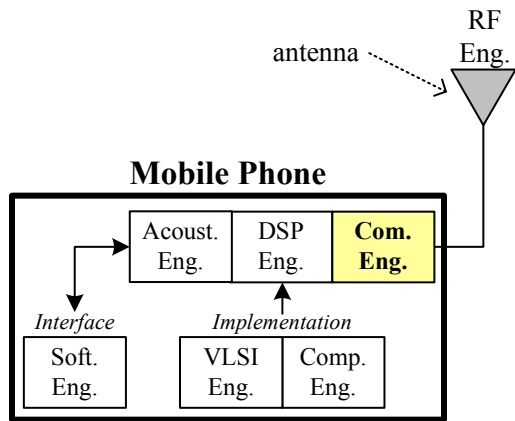 RF
Eng.
antenna
Mobile Phone
Acoust.
Eng.
DSP
Eng.
Com.
Eng.
Interface
Implementation
Soft.
Eng.
VLSI
Eng.
Comp.
Eng.